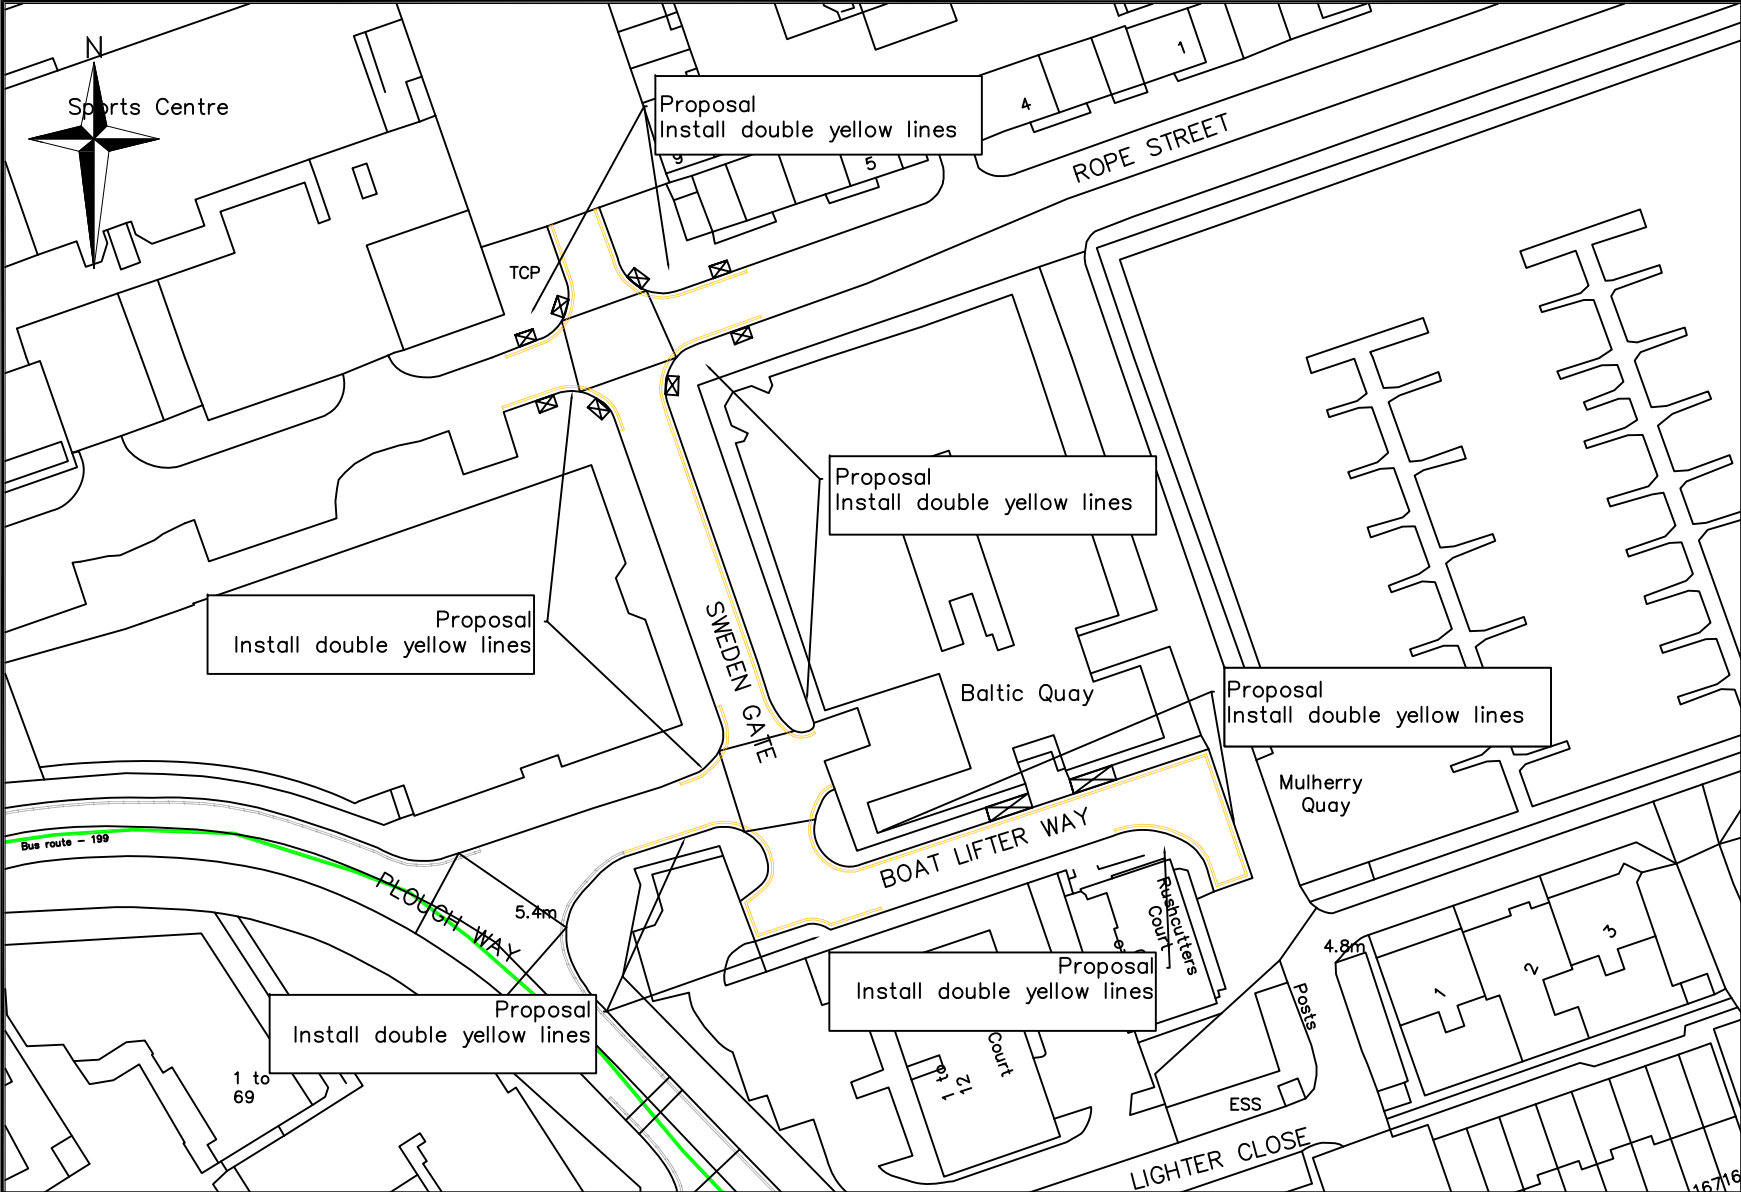 N
Sports Centre
Proposal
Install double yellow lines
1
4
ROPE STREET
9
5
TCP
Proposal
Install double yellow lines
Proposal
Install double yellow lines
SWEDEN GATE
Baltic Quay
Proposal
Install double yellow lines
Mulherry
Quay
Bus route - 199
BOAT LIFTER WAY
PLOUGH WAY
5.4m
Rushcutters
Court
4.8m
3
2
1
Proposal
Install double yellow lines
Posts
Proposal
Install double yellow lines
Court
1 to
12
1 to
69
ESS
LIGHTER CLOSE
16716